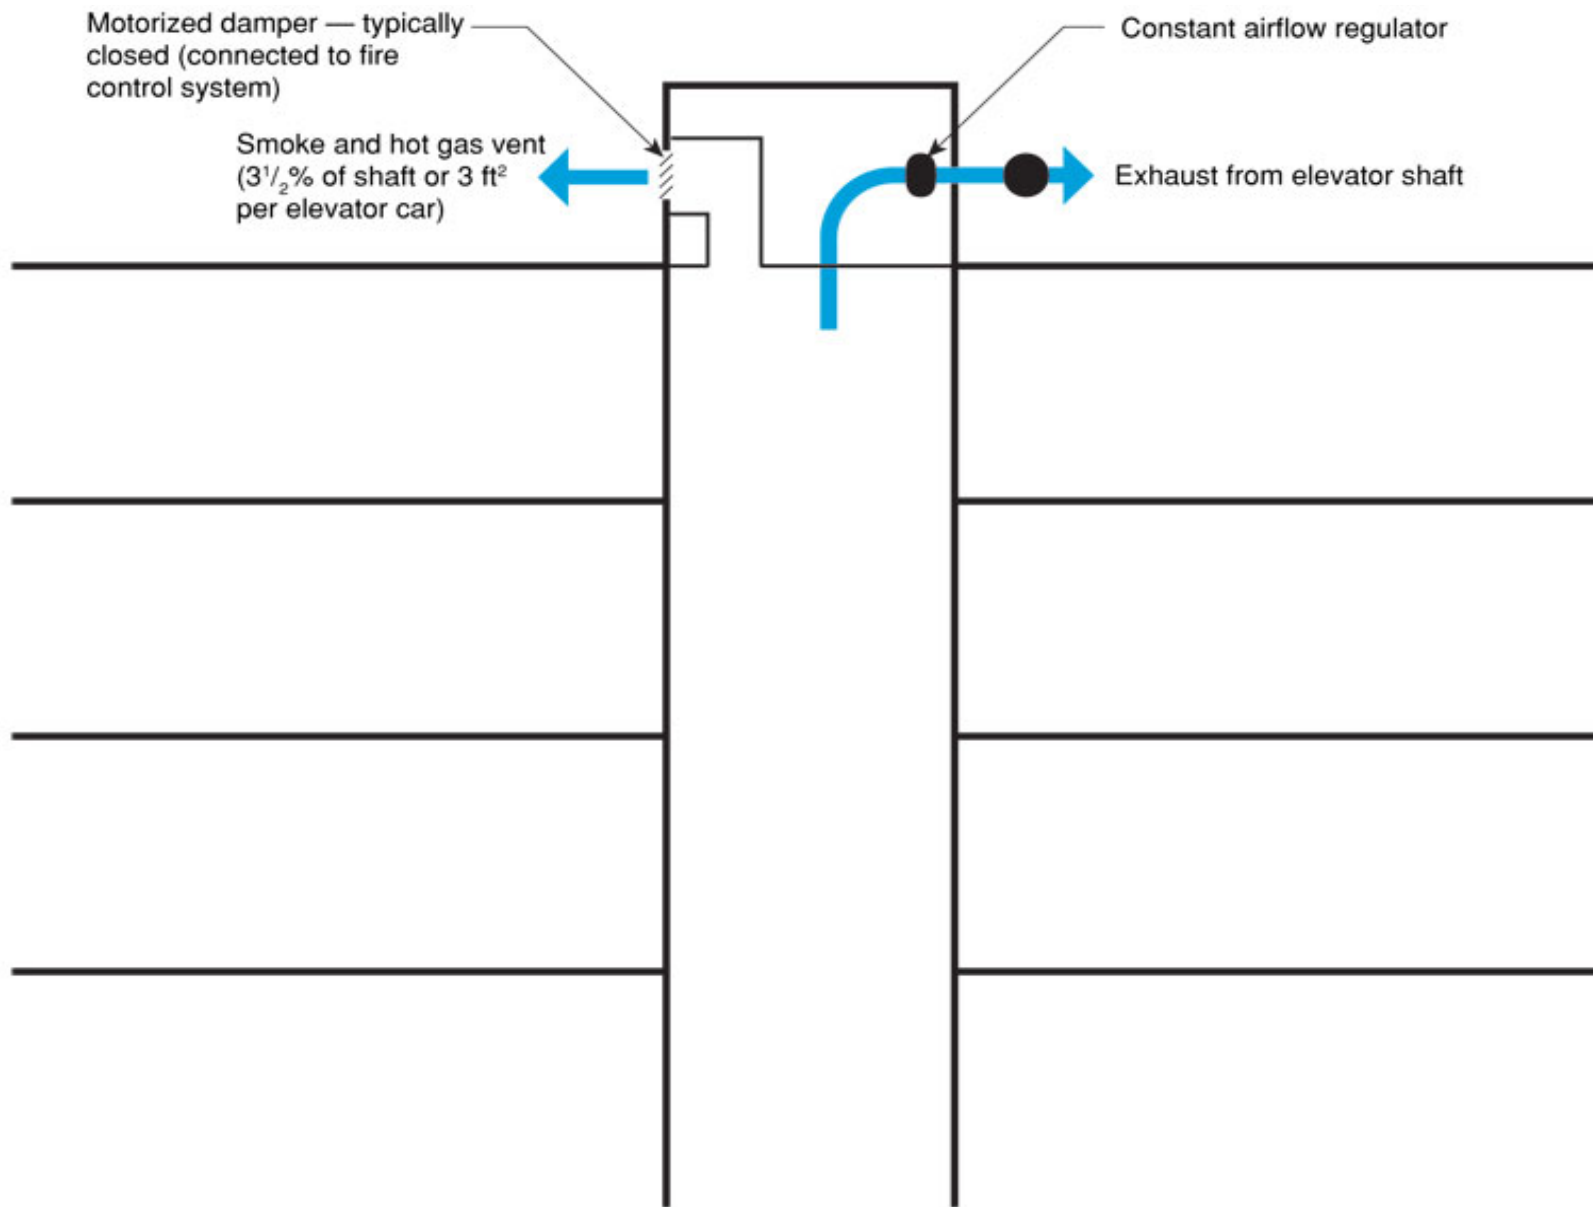 Motorized damper — typically
closed (connected to fire
control system)
Smoke and hot gas vent
(3¹/₂% of shaft or 3 ft²
per elevator car)
Constant airflow regulator
Exhaust from elevator shaft